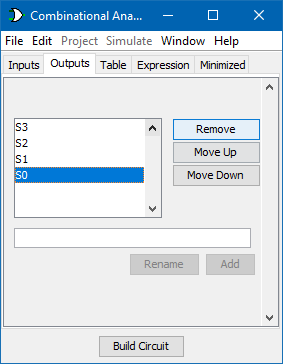 Combinational Ana...
File Edit Project Simulate Window Help
Inputs Outputs Table Expression Minimized
S3
S2
S1
S0
Remove
Move Up
Move Down
Rename Add
Build Circuit